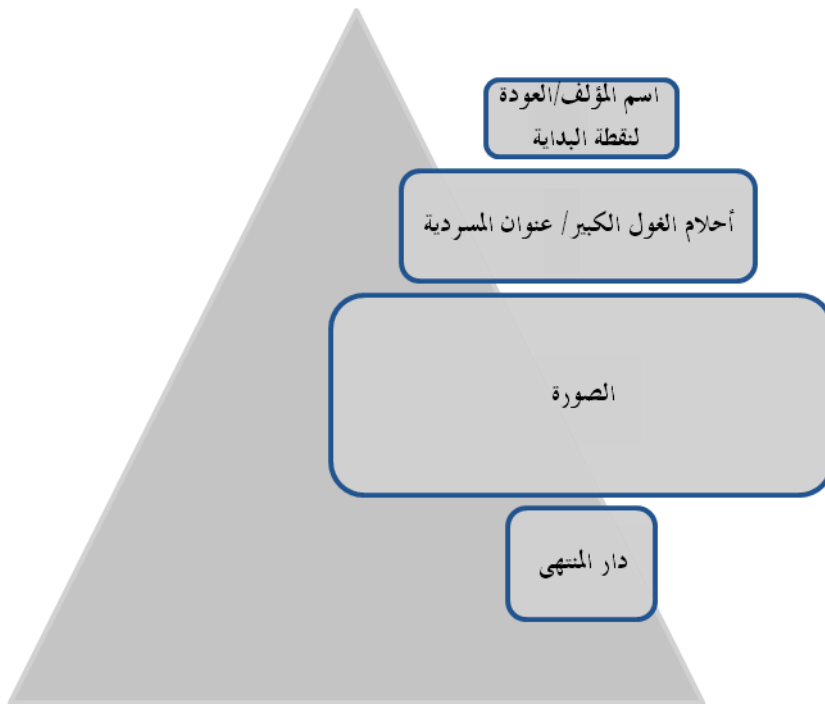 اسم المؤلف/العودة
لنقطة البداية
أحلام الغول الكبير/ عنوان المسردية
الصورة
دار المنتهى